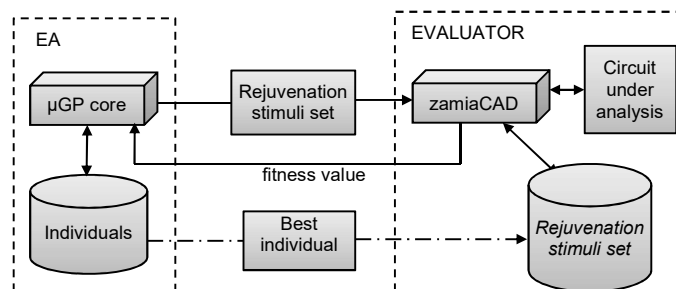 EA
EVALUATOR
µGP core
Rejuvenation
stimuli set
zamiaCAD
Circuit
under
analysis
fitness value
Individuals
Best
individual
Rejuvenation
stimuli set